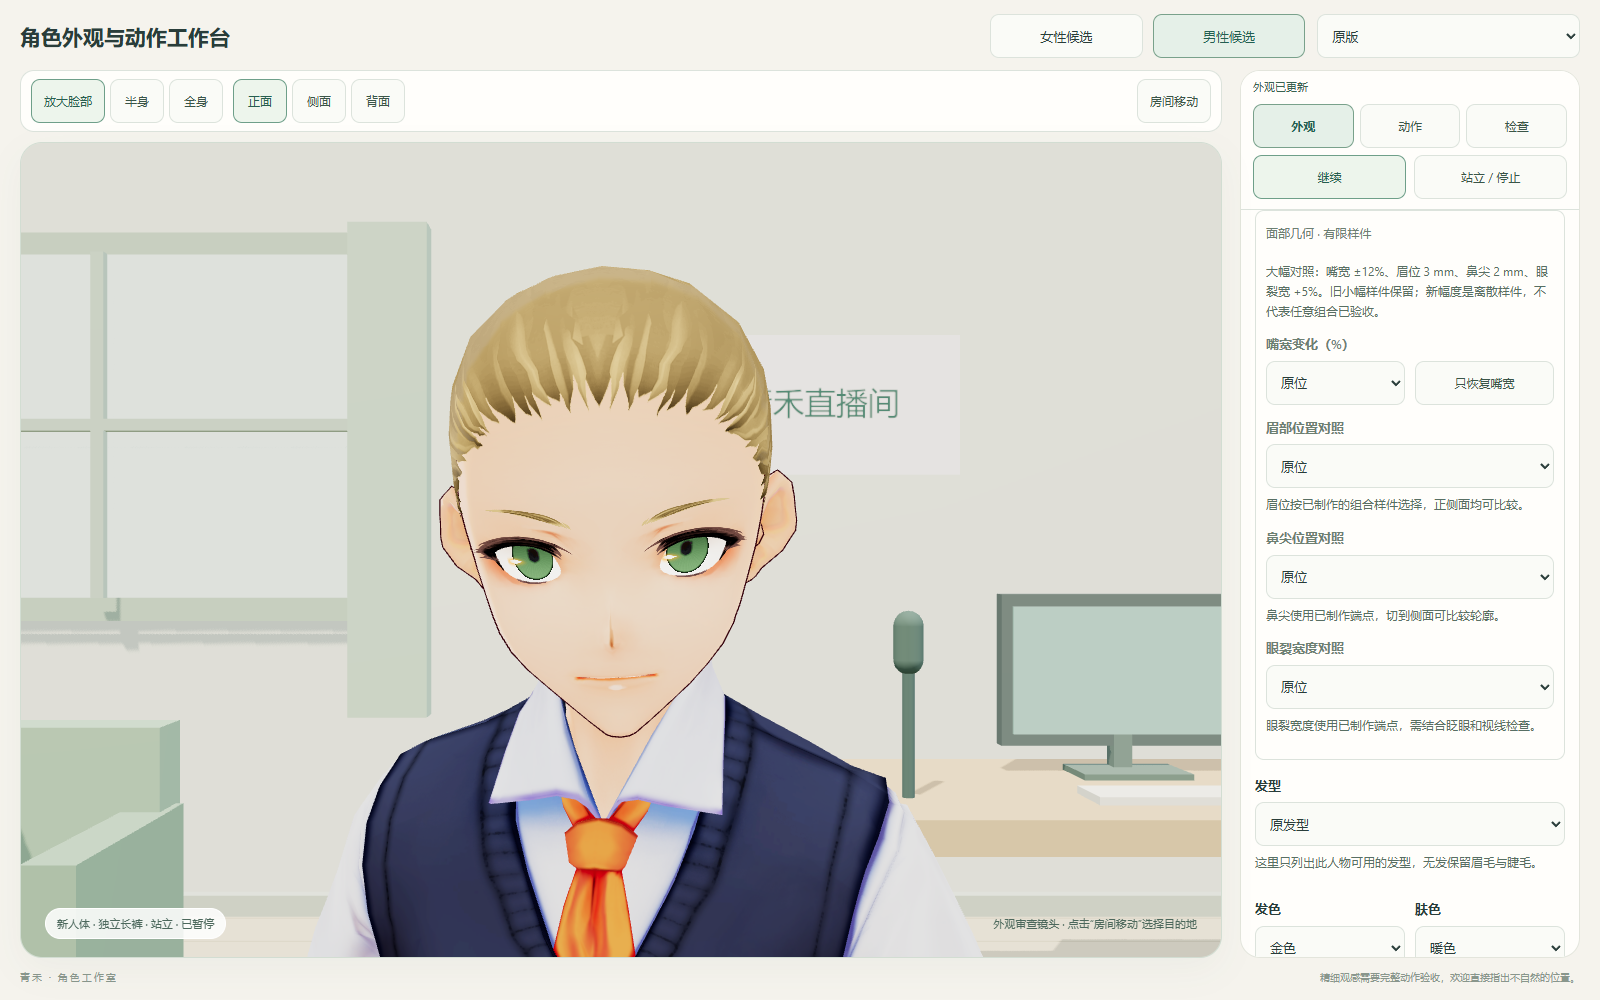 角色外观与动作工作台
女性候选
男性候选
原版
放大脸部
半身
全身
正面
侧面
背面
房间移动
禾直播间
新人体 · 独立长裤 · 站立 · 已暂停
外观审查镜头 · 点击“房间移动”选择目的地
外观已更新
外观
动作
检查
继续
站立 / 停止
面部几何 · 有限样件
大幅对照：嘴宽 ±12%、眉位 3 mm、鼻尖 2 mm、眼
裂宽 +5%。旧小幅样件保留；新幅度是离散样件，不
代表任意组合已验收。
嘴宽变化（%）
原位
只恢复嘴宽
眉部位置对照
原位
眉位按已制作的组合样件选择，正侧面均可比较。
鼻尖位置对照
原位
鼻尖使用已制作端点，切到侧面可比较轮廓。
眼裂宽度对照
原位
眼裂宽度使用已制作端点，需结合眨眼和视线检查。
发型
原发型
这里只列出此人物可用的发型，无发保留眉毛与睫毛。
发色
肤色
金色
暖色
青禾 · 角色工作室
精细观感需要完整动作验收，欢迎直接指出不自然的位置。